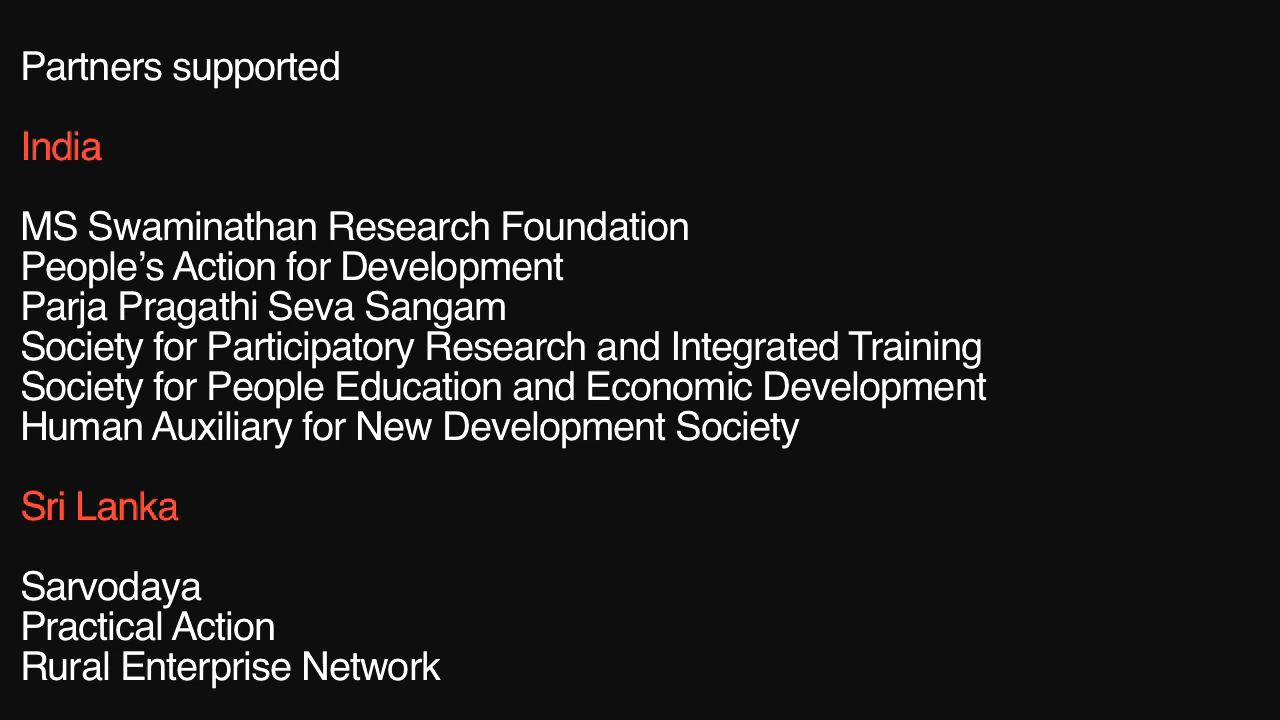 Partners supported
India
MS Swaminathan Research Foundation
People’s Action for Development
Parja Pragathi Seva Sangam
Society for Participatory Research and Integrated Training
Society for People Education and Economic Development
Human Auxiliary for New Development Society
Sri Lanka
Sarvodaya
Practical Action
Rural Enterprise Network